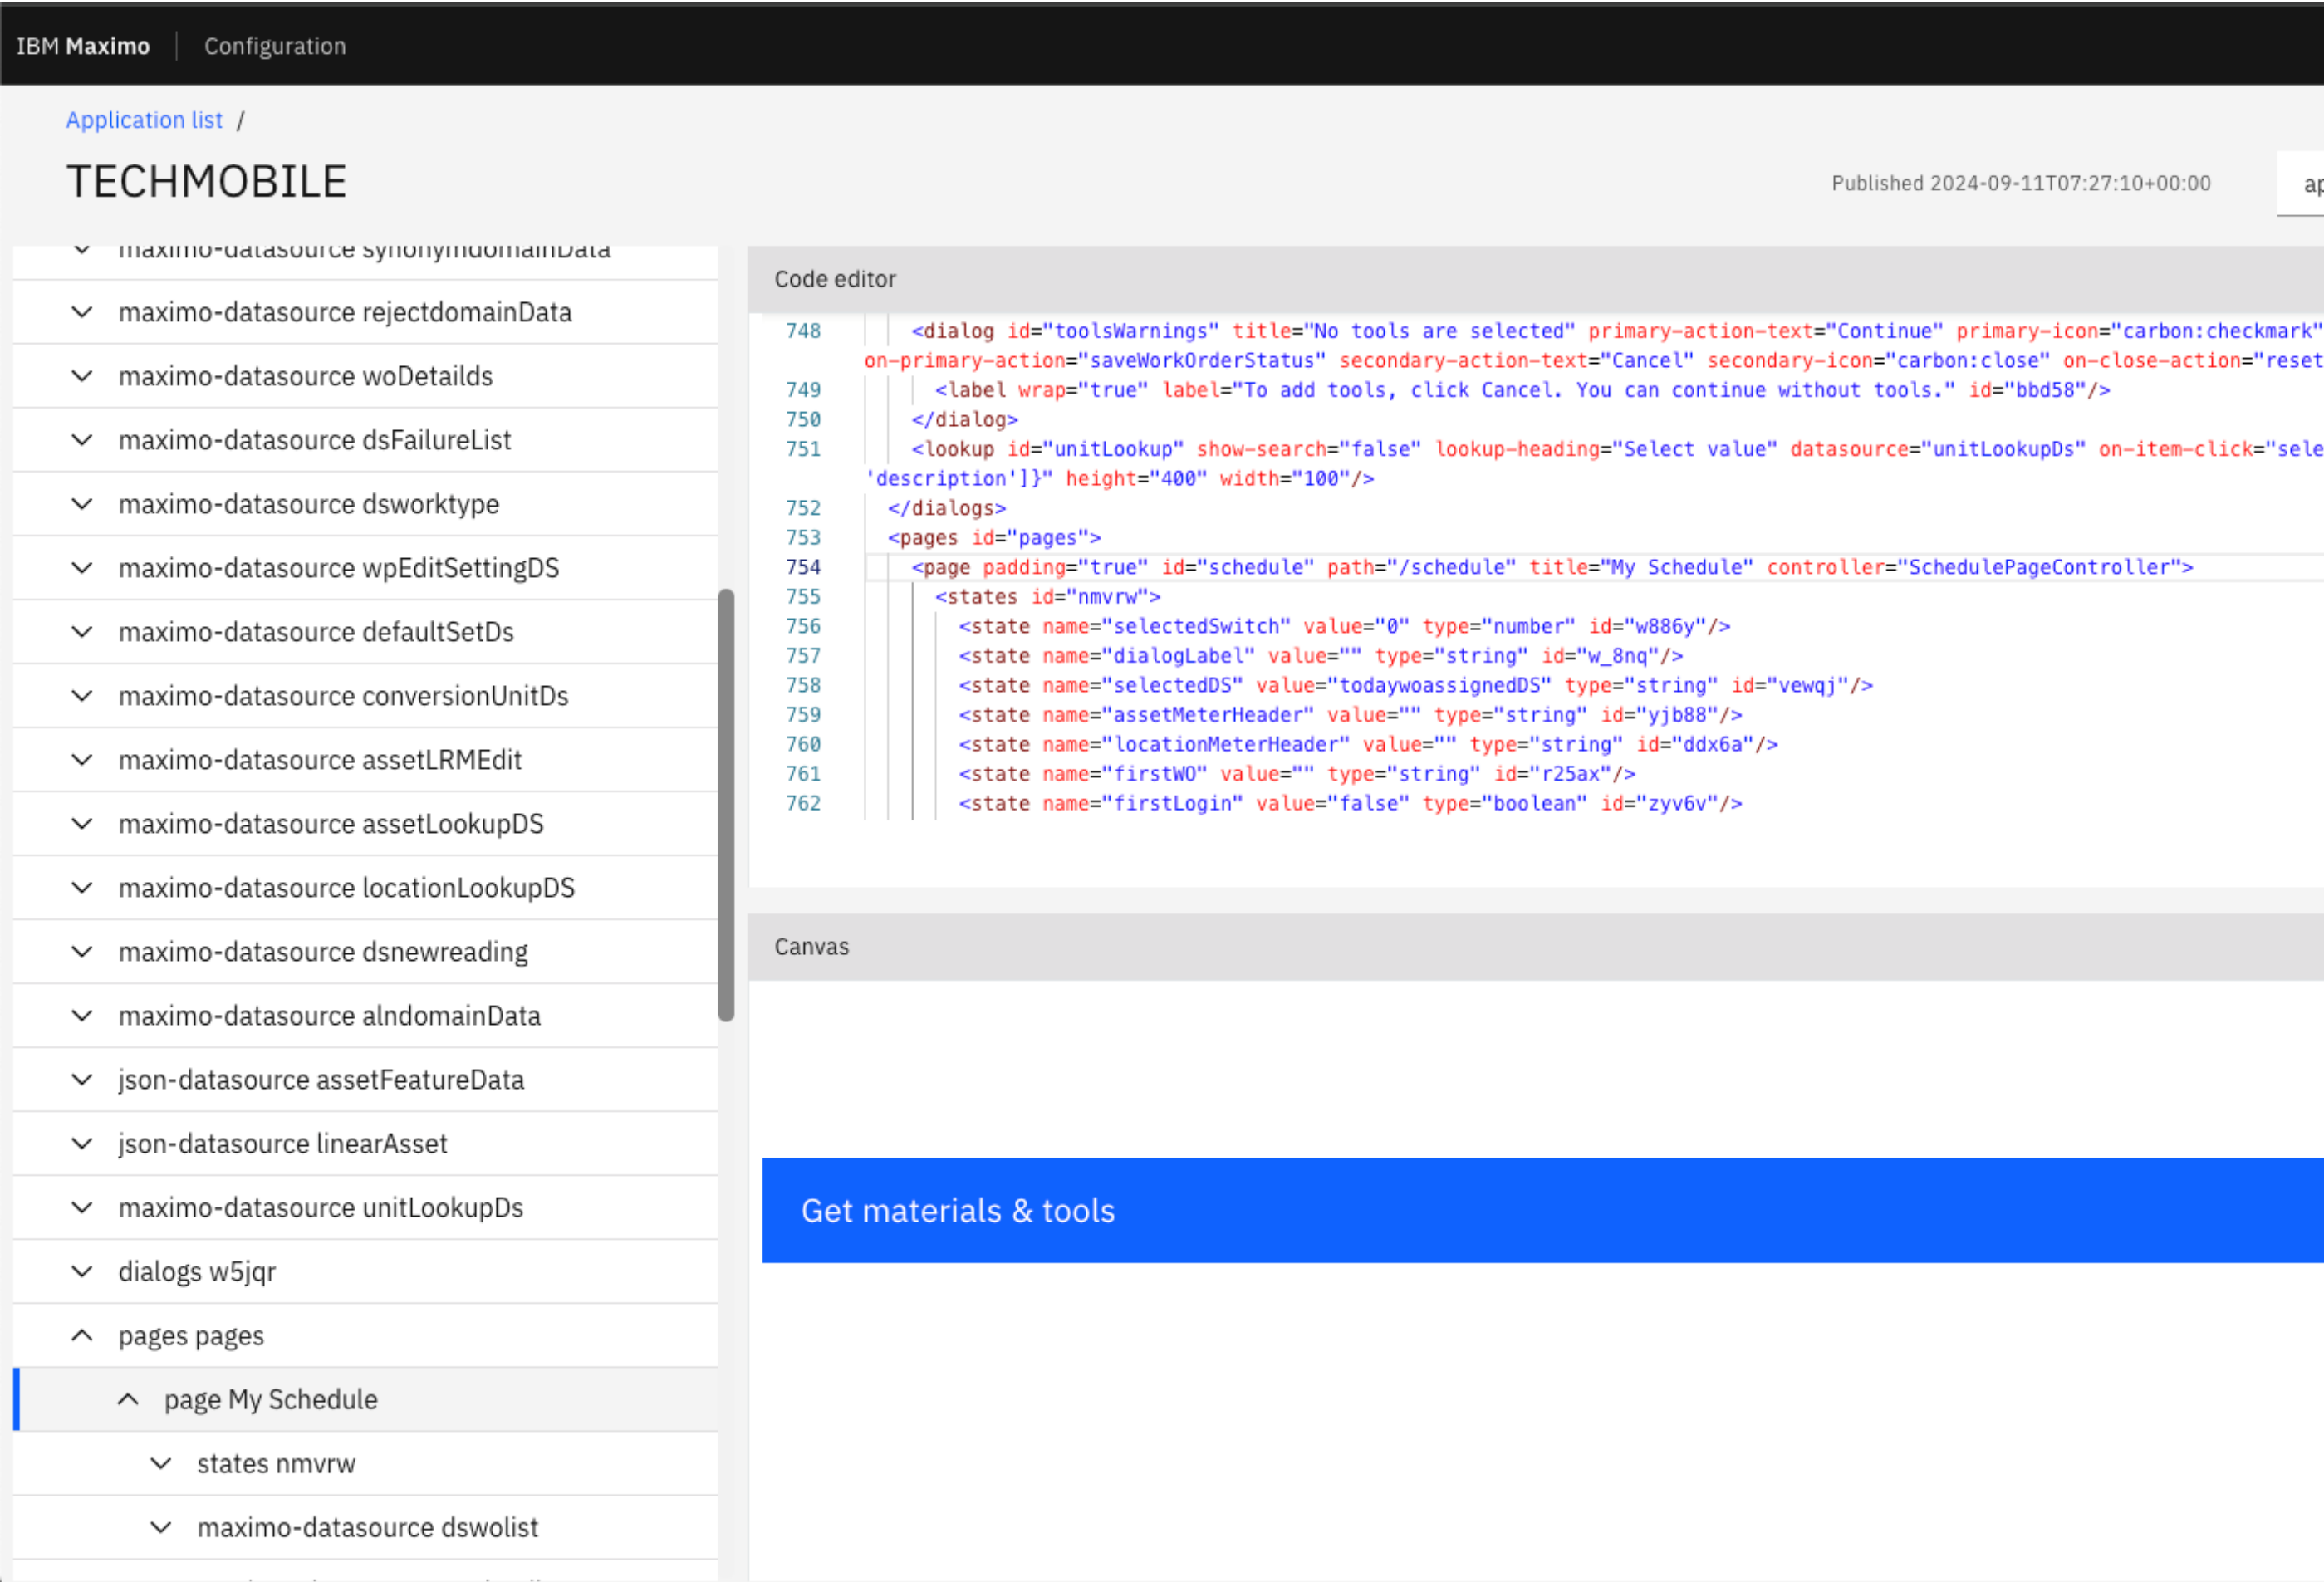 IBM Maximo Configuration
Application list /
TECHMOBILE
Published 2024-09-11T07:27:10+00:00
ap
maximo-datasource synonymdomainData
maximo-datasource rejectdomainData
maximo-datasource woDetailds
maximo-datasource dsFailureList
maximo-datasource dsworktype
maximo-datasource wpEditSettingDS
maximo-datasource defaultSetDs
maximo-datasource conversionUnitDs
maximo-datasource assetLRMEdit
maximo-datasource assetLookupDS
maximo-datasource locationLookupDS
maximo-datasource dsnewreading
maximo-datasource alndomainData
json-datasource assetFeatureData
json-datasource linearAsset
maximo-datasource unitLookupDs
dialogs w5jqr
pages pages
page My Schedule
states nmvrw
maximo-datasource dswolist
Code editor
748 <dialog id="toolsWarnings" title="No tools are selected" primary-action-text="Continue" primary-icon="carbon:checkmark"
on-primary-action="saveWorkOrderStatus" secondary-action-text="Cancel" secondary-icon="carbon:close" on-close-action="reset
749 <label wrap="true" label="To add tools, click Cancel. You can continue without tools." id="bbd58"/>
750 </dialog>
751 <lookup id="unitLookup" show-search="false" lookup-heading="Select value" datasource="unitLookupDs" on-item-click="sele
'description']}" height="400" width="100"/>
752 </dialogs>
753 <pages id="pages">
754 <page padding="true" id="schedule" path="/schedule" title="My Schedule" controller="SchedulePageController">
755 <states id="nmvrw">
756 <state name="selectedSwitch" value="0" type="number" id="w886y"/>
757 <state name="dialogLabel" value="" type="string" id="w_8nq"/>
758 <state name="selectedDS" value="todaywoassignedDS" type="string" id="vewqj"/>
759 <state name="assetMeterHeader" value="" type="string" id="yjb88"/>
760 <state name="locationMeterHeader" value="" type="string" id="ddx6a"/>
761 <state name="firstWO" value="" type="string" id="r25ax"/>
762 <state name="firstLogin" value="false" type="boolean" id="zyv6v"/>
Canvas
Get materials & tools